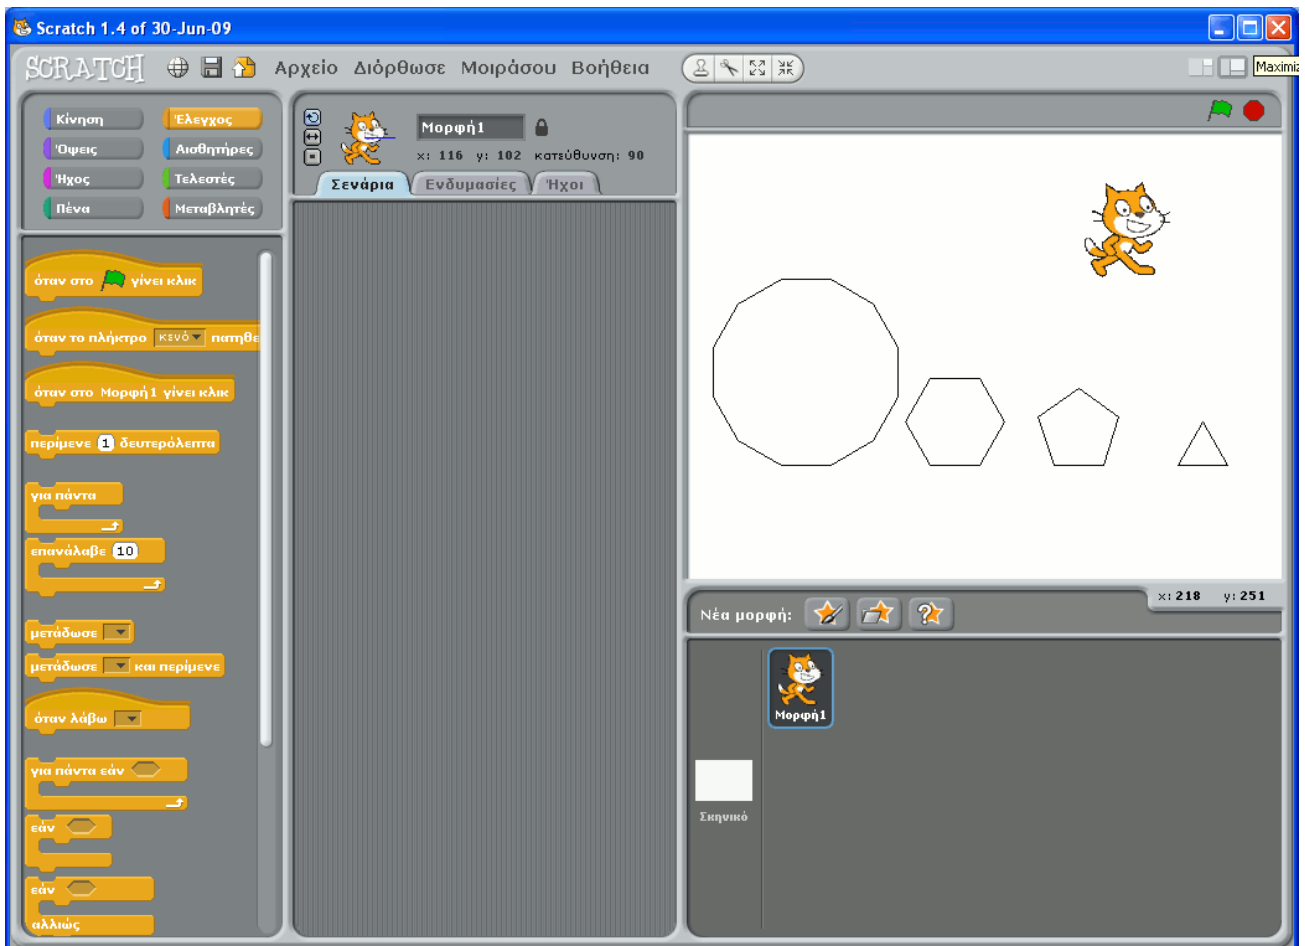 Scratch 1.4 of 30-Jun-09
SCRATCH Αρχείο Διόρθωσε Μοιράσου Βοήθεια
Maximiz
Κίνηση Έλεγχος
Όψεις Αισθητήρες
Ήχος Τελεστές
Πένα Μεταβλητές
Μορφή1
x: 116 y: 102 κατεύθυνση: 90
Σενάρια Ενδυμασίες Ήχοι
όταν στο γίνει κλικ
όταν το πλήκτρο κενό πατηθε
όταν στο Μορφή1 γίνει κλικ
περίμενε 1 δευτερόλεπτα
για πάντα
επανάλαβε 10
μετάδωσε
μετάδωσε και περίμενε
όταν λάβω
για πάντα εάν
εάν
εάν
αλλιώς
x: 218 y: 251
Νέα μορφή:
Μορφή1
Σκηνικό